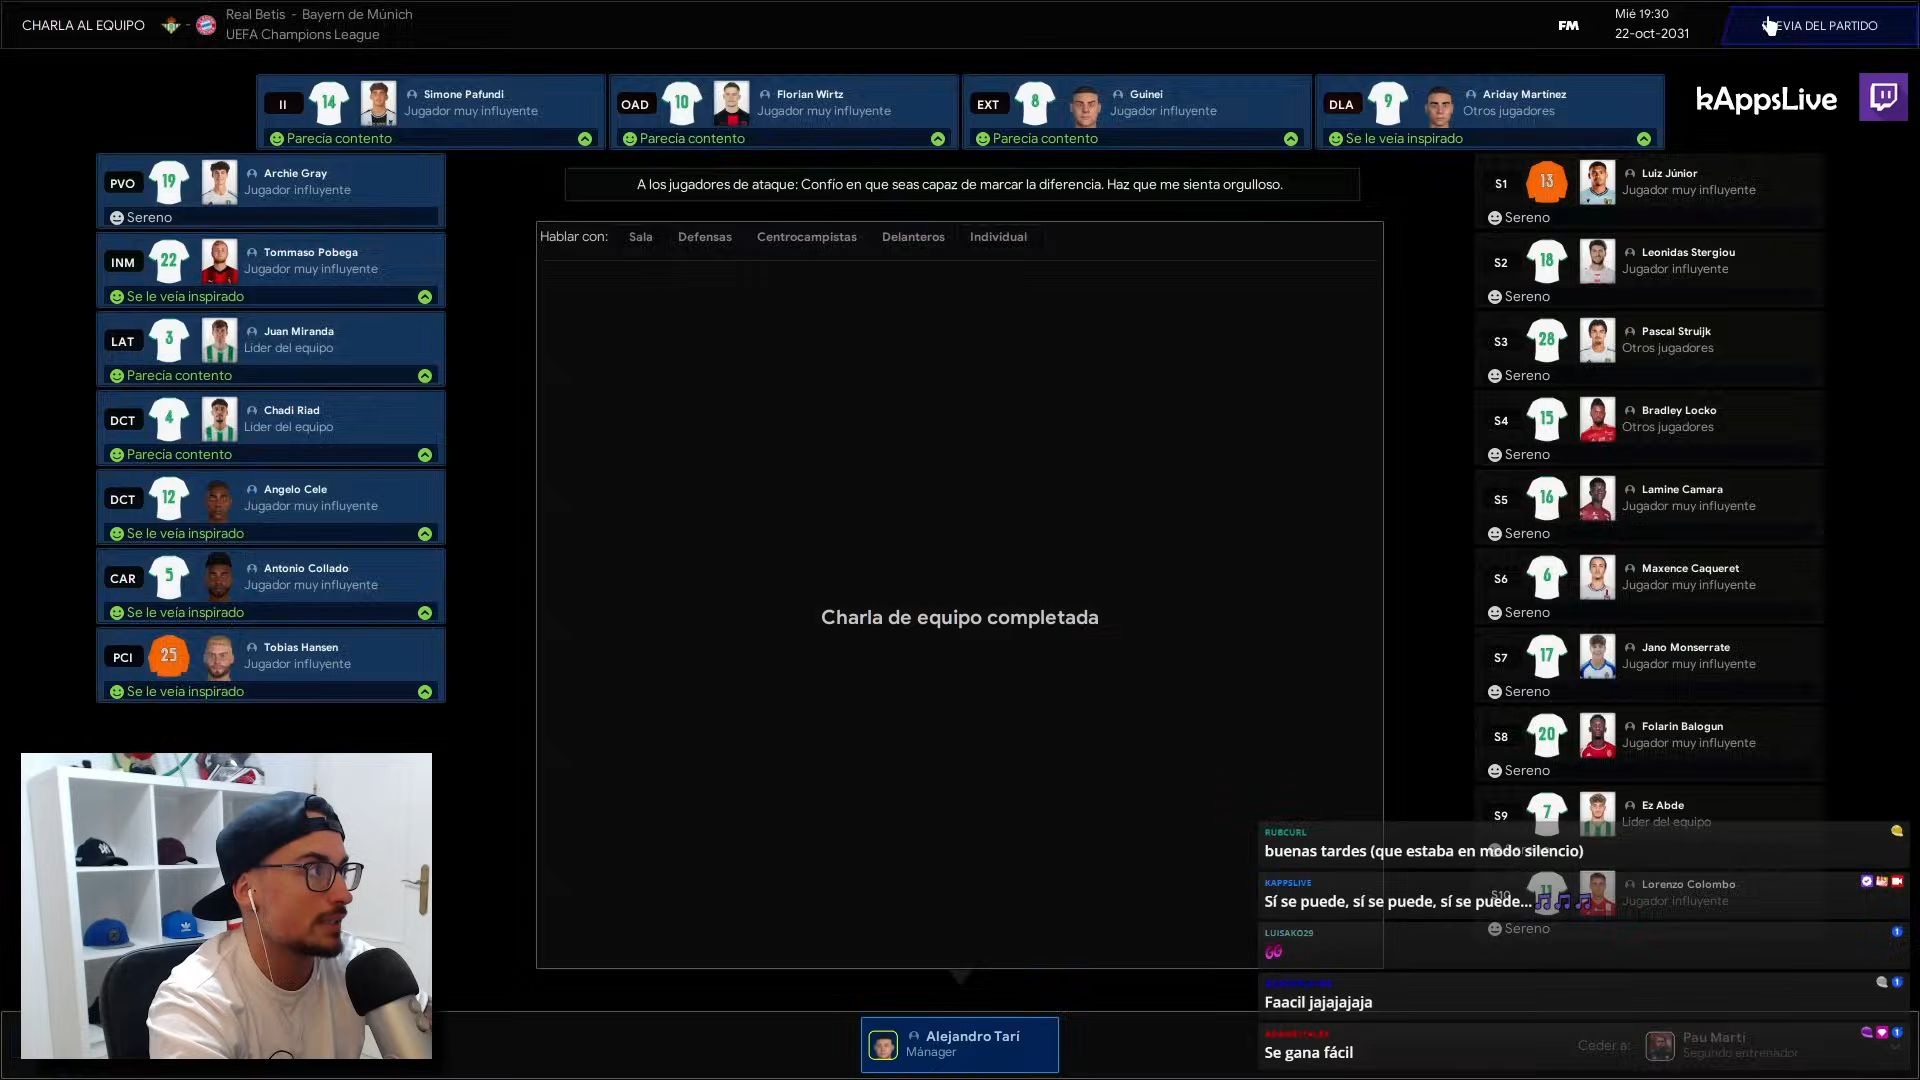 CHARLA AL EQUIPO
Real Betis - Bayern de Múnich
UEFA Champions League
FM
Mié 19:30
22-oct-2031
EVIA DEL PARTIDO
II
14
Simone Pafundi
Jugador muy influyente
Parecía contento
OAD
10
Florian Wirtz
Jugador muy influyente
Parecía contento
EXT
8
Guinei
Jugador influyente
Parecía contento
DLA
9
Ariday Martínez
Otros jugadores
Se le veía inspirado
kAppsLive
PVO
19
Archie Gray
Jugador influyente
Sereno
INM
22
Tommaso Pobega
Jugador muy influyente
Se le veía inspirado
LAT
3
Juan Miranda
Líder del equipo
Parecía contento
DCT
4
Chadi Riad
Líder del equipo
Parecía contento
DCT
12
Angelo Cele
Jugador muy influyente
Se le veía inspirado
CAR
5
Antonio Collado
Jugador muy influyente
Se le veía inspirado
PCI
25
Tobias Hansen
Jugador influyente
Se le veía inspirado
A los jugadores de ataque: Confío en que seas capaz de marcar la diferencia. Haz que me sienta orgulloso.
Hablar con: Sala Defensas Centrocampistas Delanteros Individual
Charla de equipo completada
S1
13
Luiz Júnior
Jugador muy influyente
Sereno
S2
18
Leonidas Stergiou
Jugador influyente
Sereno
S3
28
Pascal Struijk
Otros jugadores
Sereno
S4
15
Bradley Locko
Otros jugadores
Sereno
S5
16
Lamine Camara
Jugador muy influyente
Sereno
S6
6
Maxence Caqueret
Jugador muy influyente
Sereno
S7
17
Jano Monserrate
Jugador muy influyente
Sereno
S8
20
Folarin Balogun
Jugador muy influyente
Sereno
S9
7
Ez Abde
Líder del equipo
S10
11
Lorenzo Colombo
Jugador influyente
Sereno
RUBCURL
buenas tardes (que estaba en modo silencio)
KAPPSLIVE
Sí se puede, sí se puede, sí se puede...
LUISAKO29
GG
Faacil jajajajaja
Se gana fácil
Alejandro Tarí
Mánager
Ceder a:
Pau Martí
Segundo entrenador